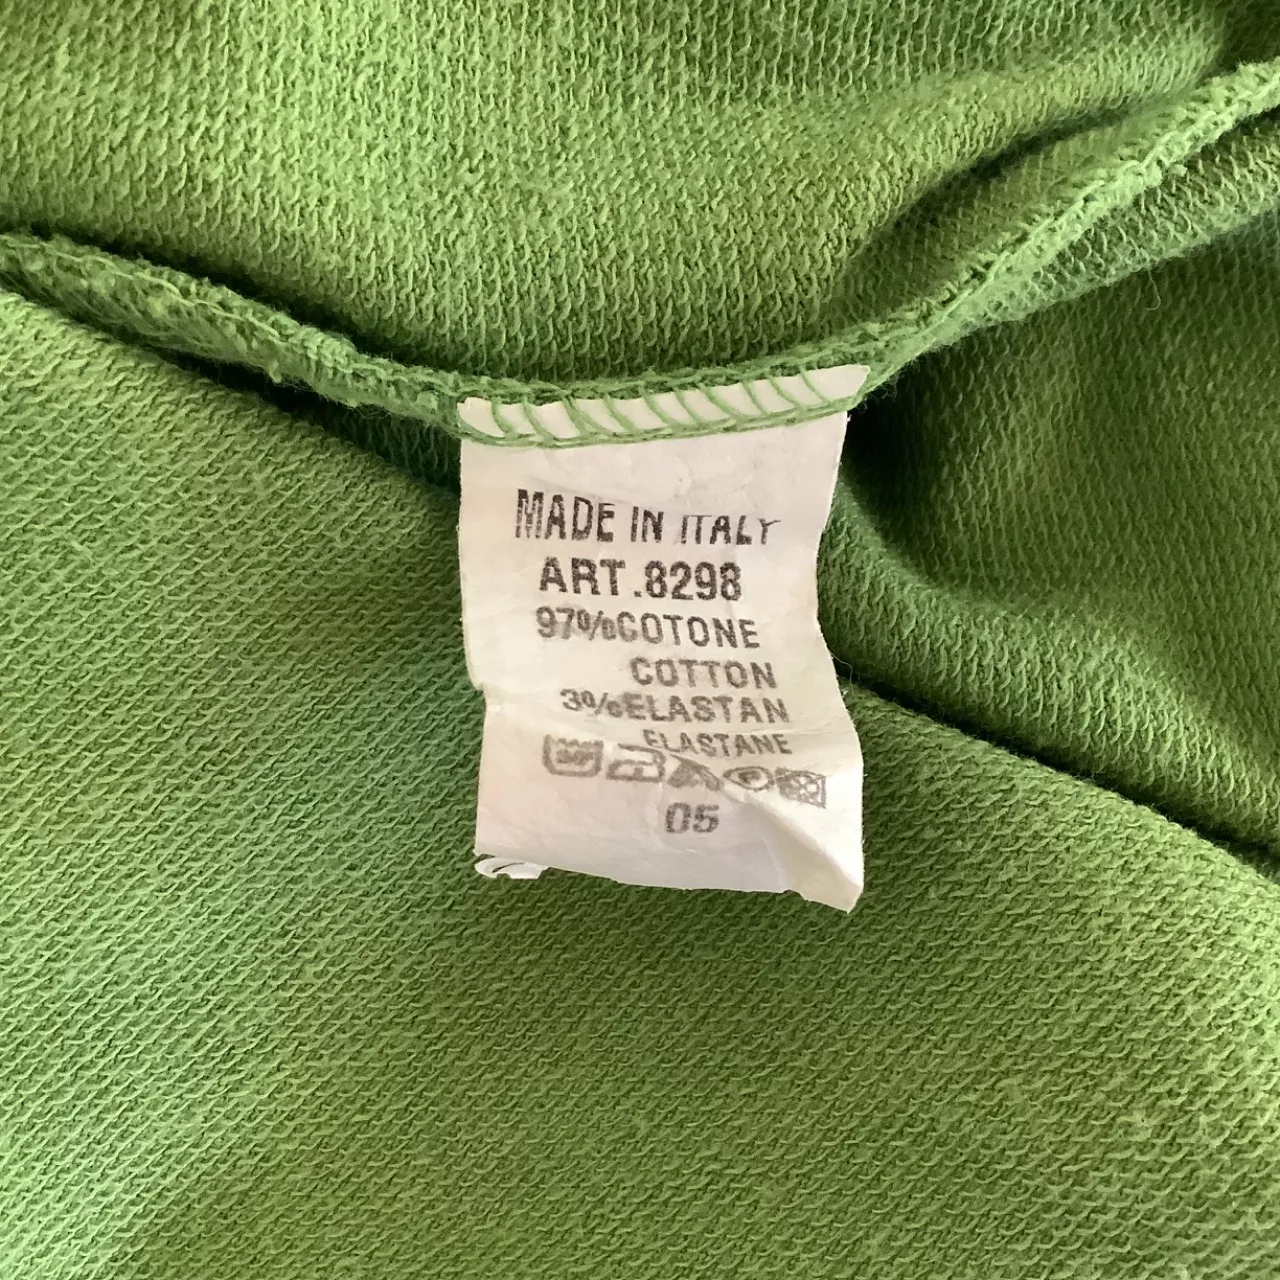 MADE IN ITALY
ART.8298
97%COTONE
COTTON
3%ELASTAN
ELASTANE
05